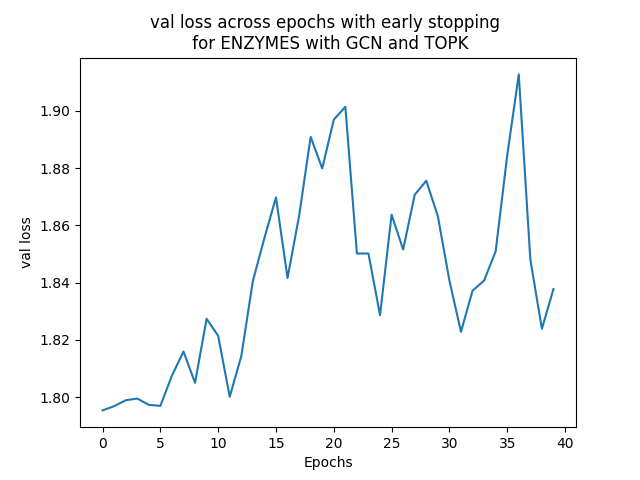 val loss across epochs with early stopping
for ENZYMES with GCN and TOPK
val loss
1.90
1.88
1.86
1.84
1.82
1.80
0 5 10 15 20 25 30 35 40
Epochs